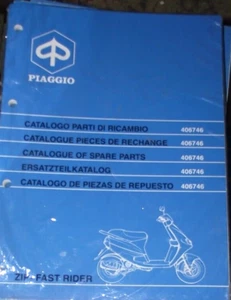 PIAGGIO
CATALOGO PARTI DI RICAMBIO 406746
CATALOGUE PIECES DE RECHANGE 406746
CATALOGUE OF SPARE PARTS 406746
ERSATZTEILKATALOG 406746
CATALOGO DE PIEZAS DE REPUESTO 406746
ZIP FAST RIDER